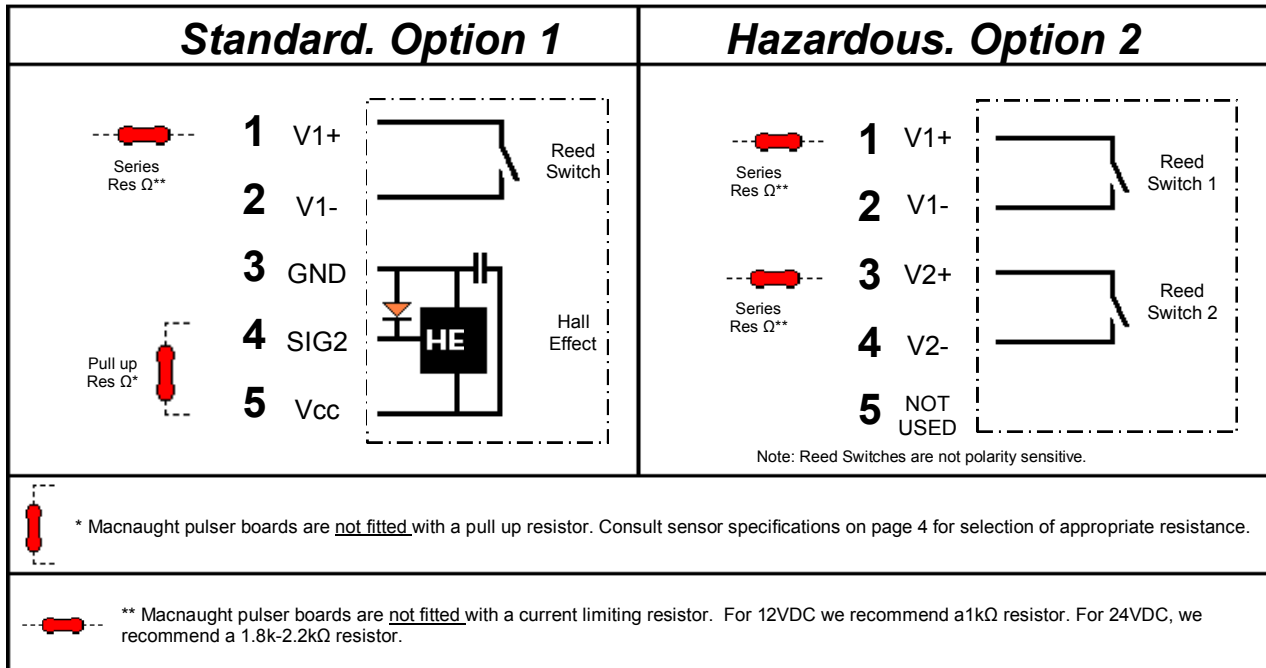 Standard. Option 1
Series
Res Ω**
1 V1+
2 V1-
Reed
Switch
3 GND
4 SIG2
5 Vcc
Pull up
Res Ω*
HE
Hall
Effect
Hazardous. Option 2
Series
Res Ω**
1 V1+
2 V1-
Reed
Switch 1
Series
Res Ω**
3 V2+
4 V2-
Reed
Switch 2
5 NOT
USED
Note: Reed Switches are not polarity sensitive.
* Macnaught pulser boards are not fitted with a pull up resistor. Consult sensor specifications on page 4 for selection of appropriate resistance.
** Macnaught pulser boards are not fitted with a current limiting resistor. For 12VDC we recommend a1kΩ resistor. For 24VDC, we
recommend a 1.8k-2.2kΩ resistor.